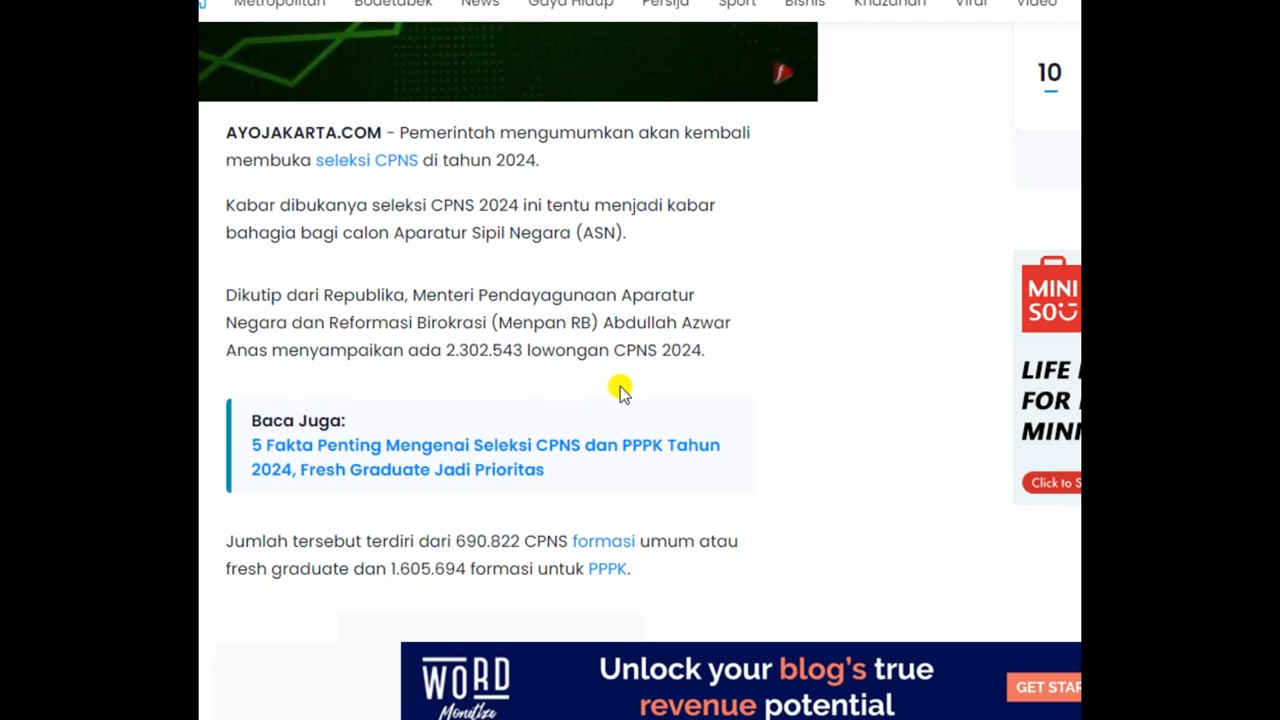 Metropolitan Bodetabek News Gaya Hidup Persija Sport Bisnis Khazanah Viral Video
10
AYOJAKARTA.COM - Pemerintah mengumumkan akan kembali
membuka seleksi CPNS di tahun 2024.
Kabar dibukanya seleksi CPNS 2024 ini tentu menjadi kabar
bahagia bagi calon Aparatur Sipil Negara (ASN).
Dikutip dari Republika, Menteri Pendayagunaan Aparatur
Negara dan Reformasi Birokrasi (Menpan RB) Abdullah Azwar
Anas menyampaikan ada 2.302.543 lowongan CPNS 2024.
Baca Juga:
5 Fakta Penting Mengenai Seleksi CPNS dan PPPK Tahun
2024, Fresh Graduate Jadi Prioritas
Jumlah tersebut terdiri dari 690.822 CPNS formasi umum atau
fresh graduate dan 1.605.694 formasi untuk PPPK.
MINI
SO
LIFE
FOR
MINI
Click to S
WORD
Monetize
Unlock your blog's true
revenue potential
GET STAR